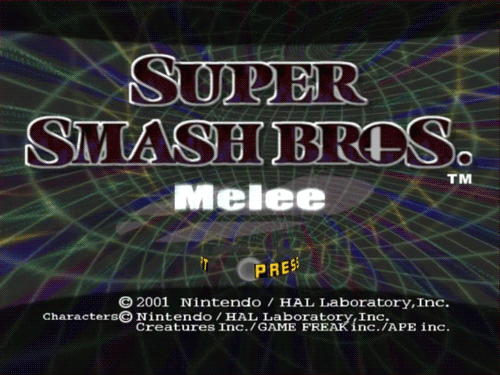 SUPER
SMASH BROS.
TM
Melee
PRESS
© 2001 Nintendo / HAL Laboratory,Inc.
Characters © Nintendo / HAL Laboratory,Inc.
Creatures Inc./GAME FREAK inc./APE inc.